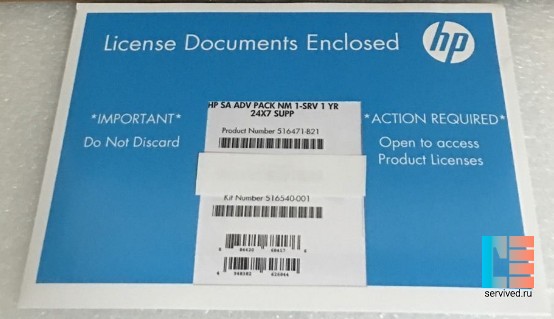 License Documents Enclosed
hp
*IMPORTANT*
Do Not Discard
HP SA ADV PACK NM 1-SRV 1 YR
24X7 SUPP
Product Number 516471-B21
Kit Number 516540-001
*ACTION REQUIRED*
Open to access
Product Licenses
servived.ru